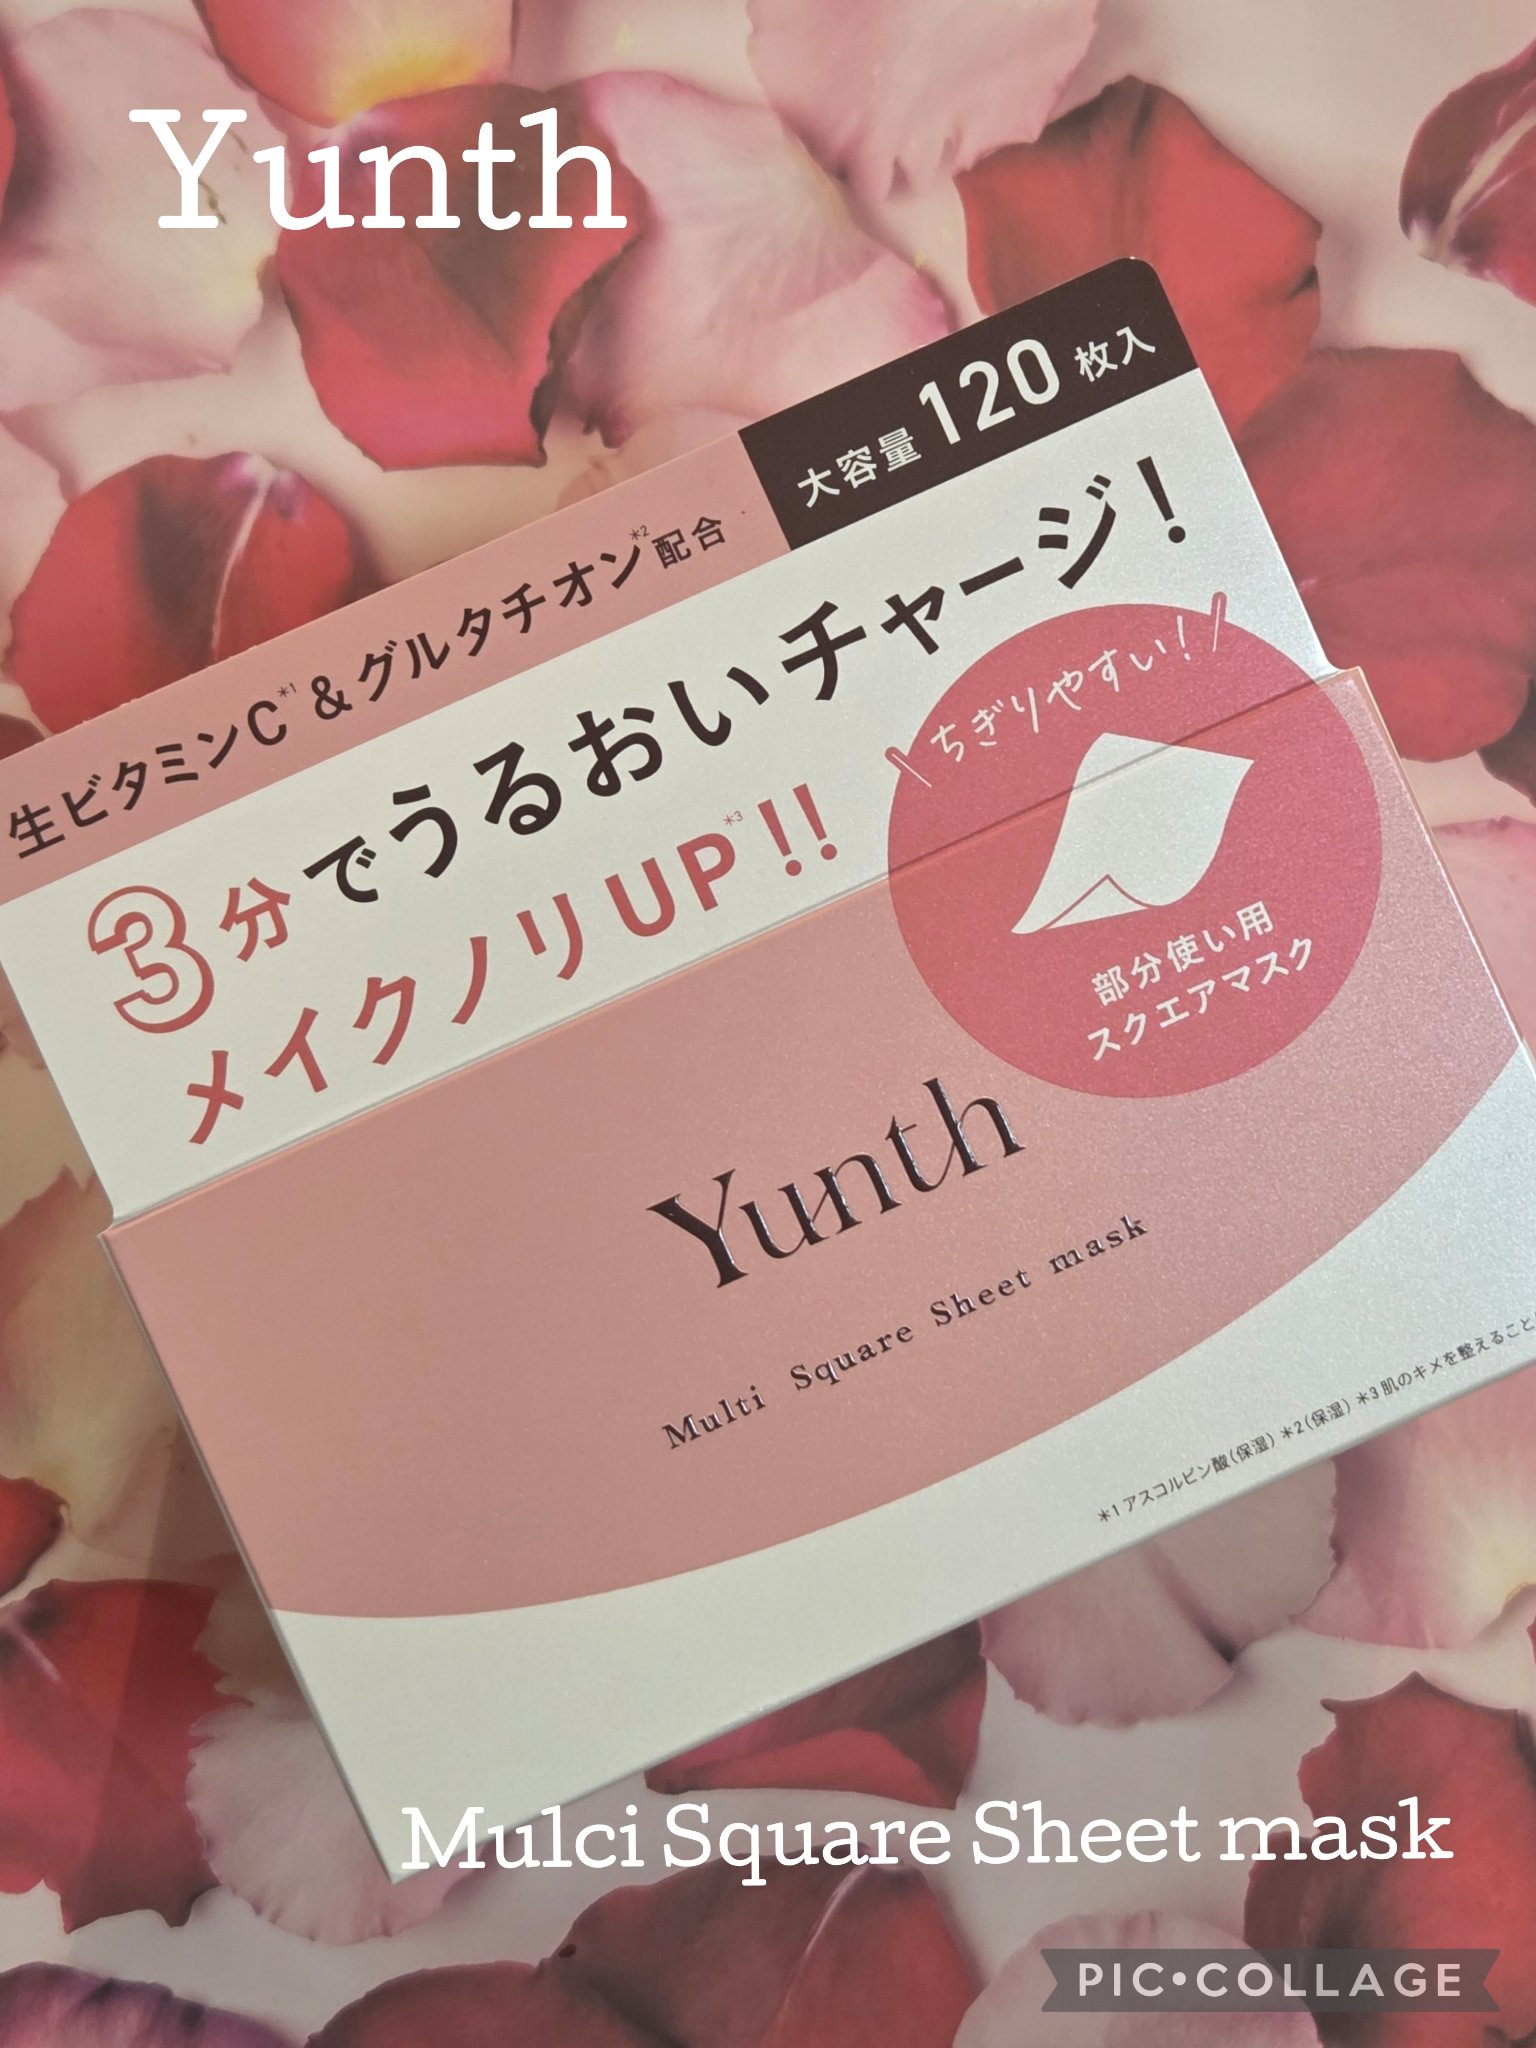 Yunth
大容量 120 枚入
生ビタミンC*1 & グルタチオン*2 配合
3分でうるおいチャージ!
メイクノリUP*3!!
\ ちぎりやすい! /
部分使い用
スクエアマスク
Yunth
Multi Square Sheet mask
*1 アスコルビン酸(保湿) *2(保湿) *3 肌のキメを整えること
Mulci Square Sheet mask
PIC•COLLAGE